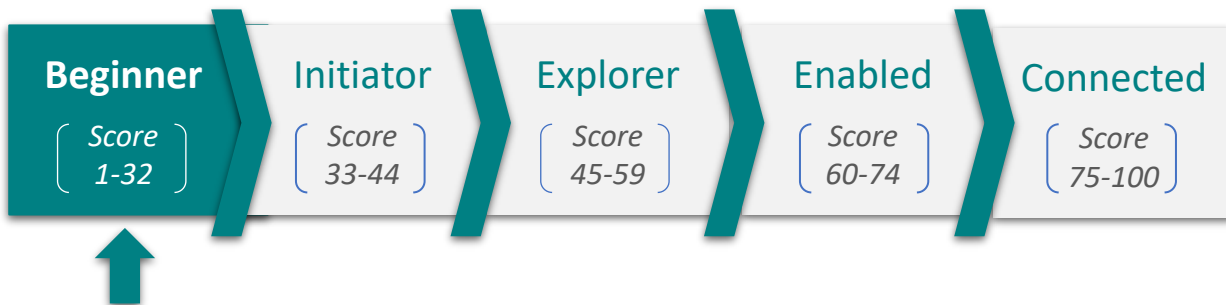 Beginner
Score
1-32
Initiator
Score
33-44
Explorer
Score
45-59
Enabled
Score
60-74
Connected
Score
75-100